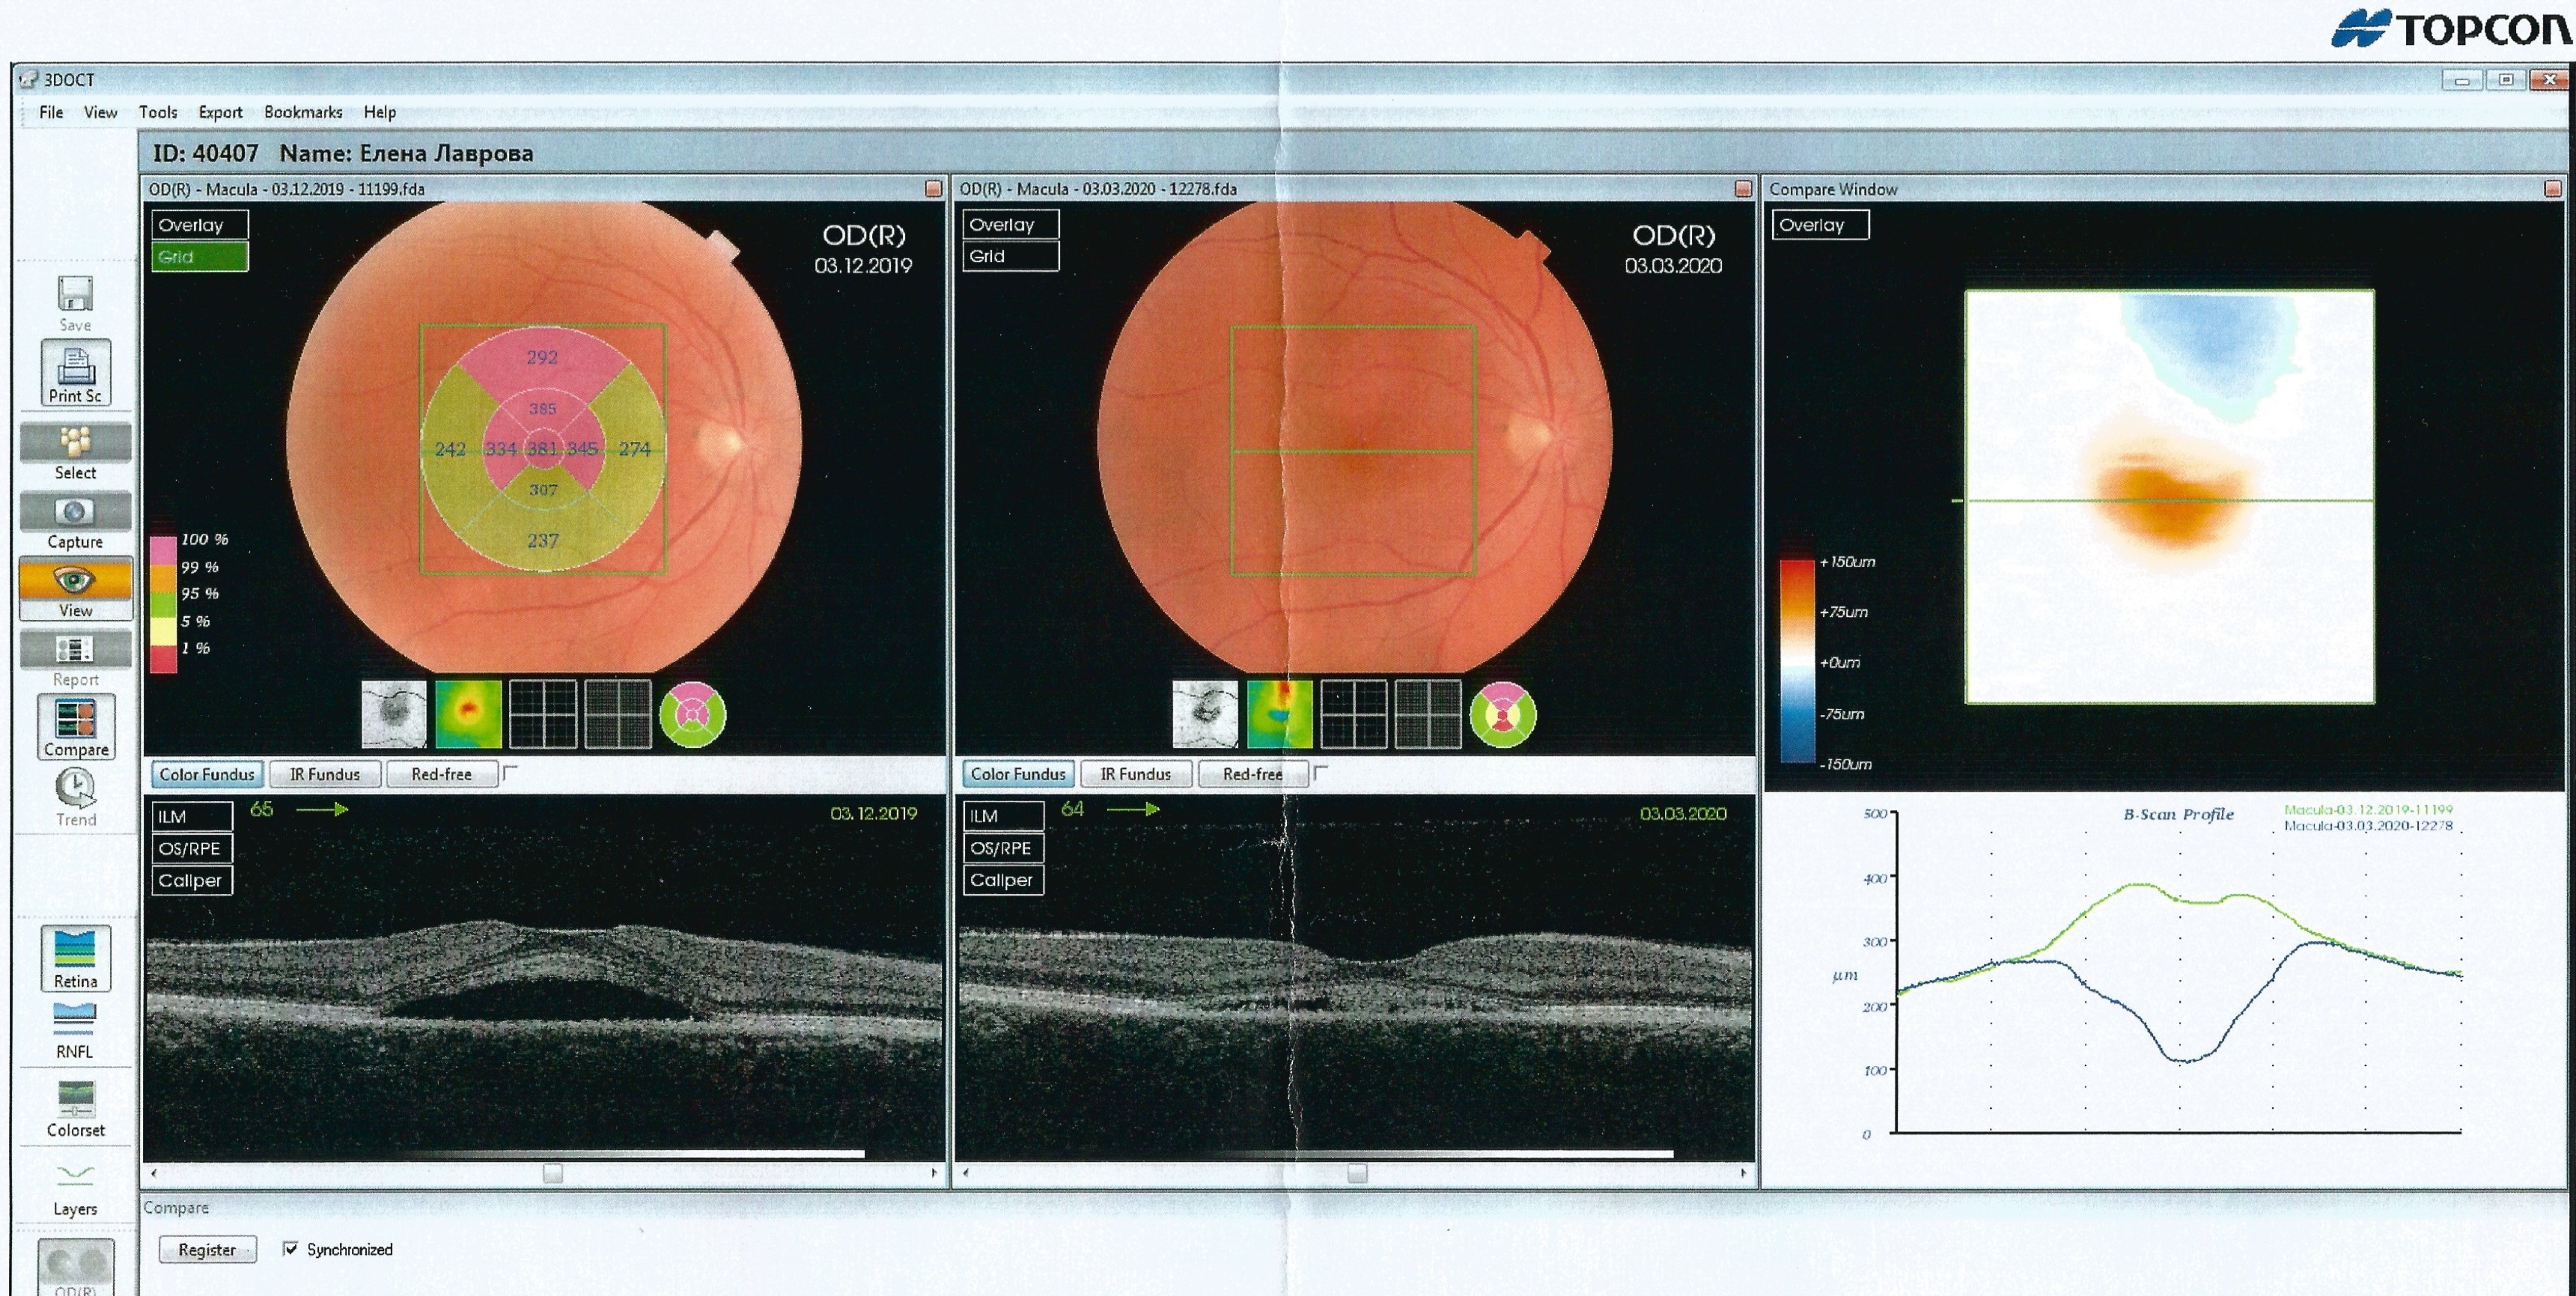 TOPCON
3DOCT
File View Tools Export Bookmarks Help
ID: 40407 Name: Елена Лаврова
OD(R) - Macula - 03.12.2019 - 11199.fda
Overlay
Grid
OD(R)
03.12.2019
292
385
242 334 381 345 274
307
237
100 %
99 %
95 %
5 %
1 %
Color Fundus IR Fundus Red-free
ILM
OS/RPE
Caliper
65
03.12.2019
OD(R) - Macula - 03.03.2020 - 12278.fda
Overlay
Grid
OD(R)
03.03.2020
Color Fundus IR Fundus Red-free
ILM
OS/RPE
Caliper
64
03.03.2020
Compare Window
Overlay
+150um
+75um
+0um
-75um
-150um
B-Scan Profile
Macula-03.12.2019-11199
Macula-03.03.2020-12278
500
400
300
µm
200
100
0
Save
Print Sc
Select
Capture
View
Report
Compare
Trend
Retina
RNFL
Colorset
Layers
OD(R)
Compare
Register Synchronized